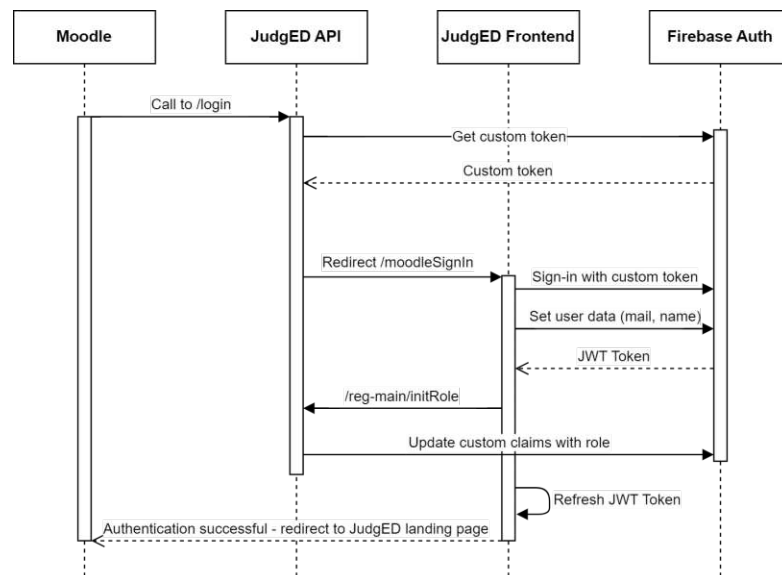 Moodle
JudgED API
JudgED Frontend
Firebase Auth
Call to /login
Get custom token
Custom token
Redirect /moodleSignIn
Sign-in with custom token
Set user data (mail, name)
JWT Token
/reg-main/initRole
Update custom claims with role
Refresh JWT Token
Authentication successful - redirect to JudgED landing page